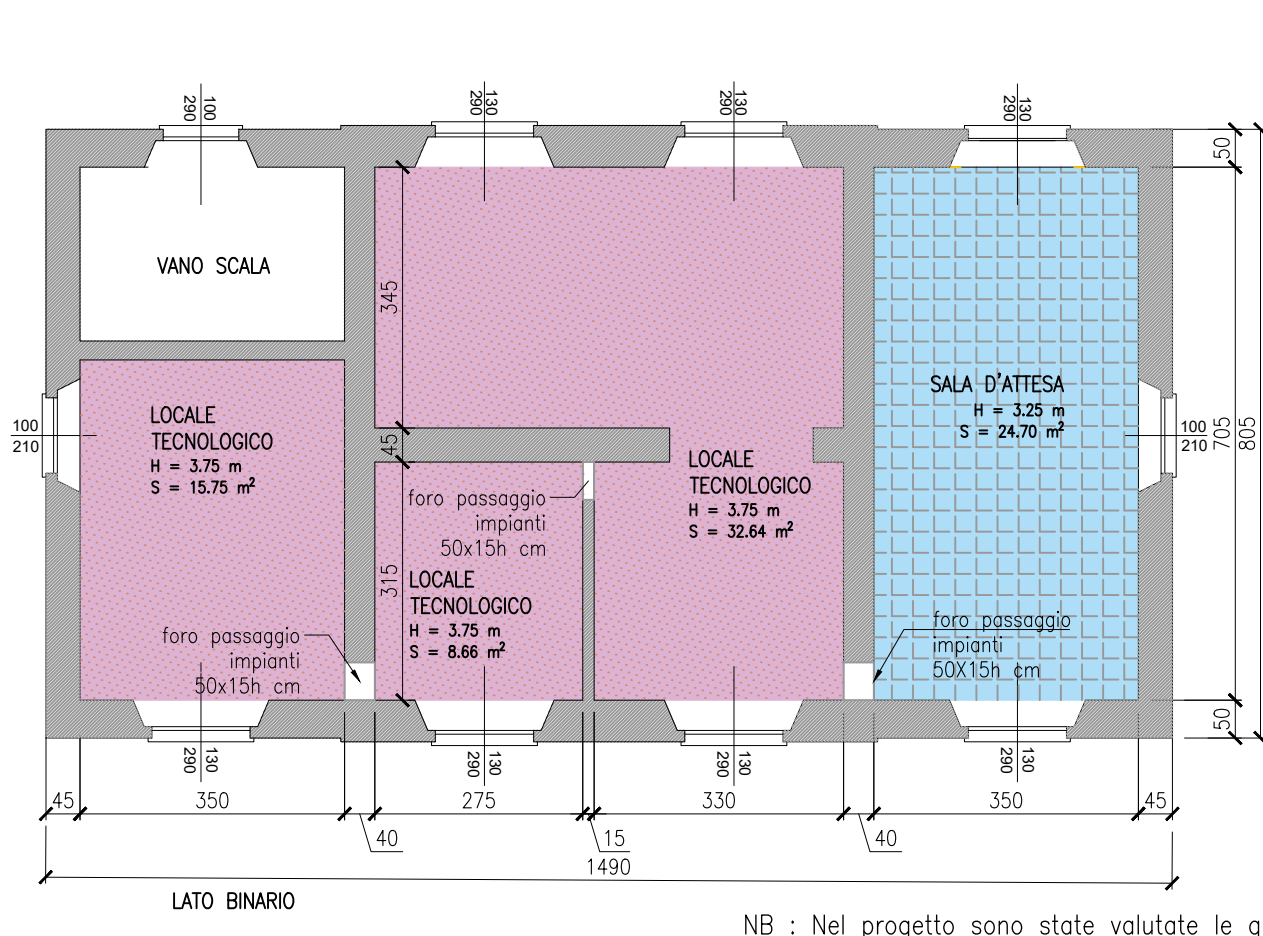 100
290
130
290
130
290
130
290
50
VANO SCALA
345
SALA D'ATTESA
H = 3.25 m
S = 24.70 m²
LOCALE
TECNOLOGICO
H = 3.75 m
S = 15.75 m²
100
210
45
100
210
705
805
LOCALE
TECNOLOGICO
H = 3.75 m
S = 32.64 m²
foro passaggio
impianti
50x15h cm
315
LOCALE
TECNOLOGICO
H = 3.75 m
S = 8.66 m²
foro passaggio
impianti
50x15h cm
foro passaggio
impianti
50X15h cm
50
130
290
130
290
130
290
130
290
45
350
275
330
350
45
40
15
40
1490
LATO BINARIO
NB : Nel progetto sono state valutate le q